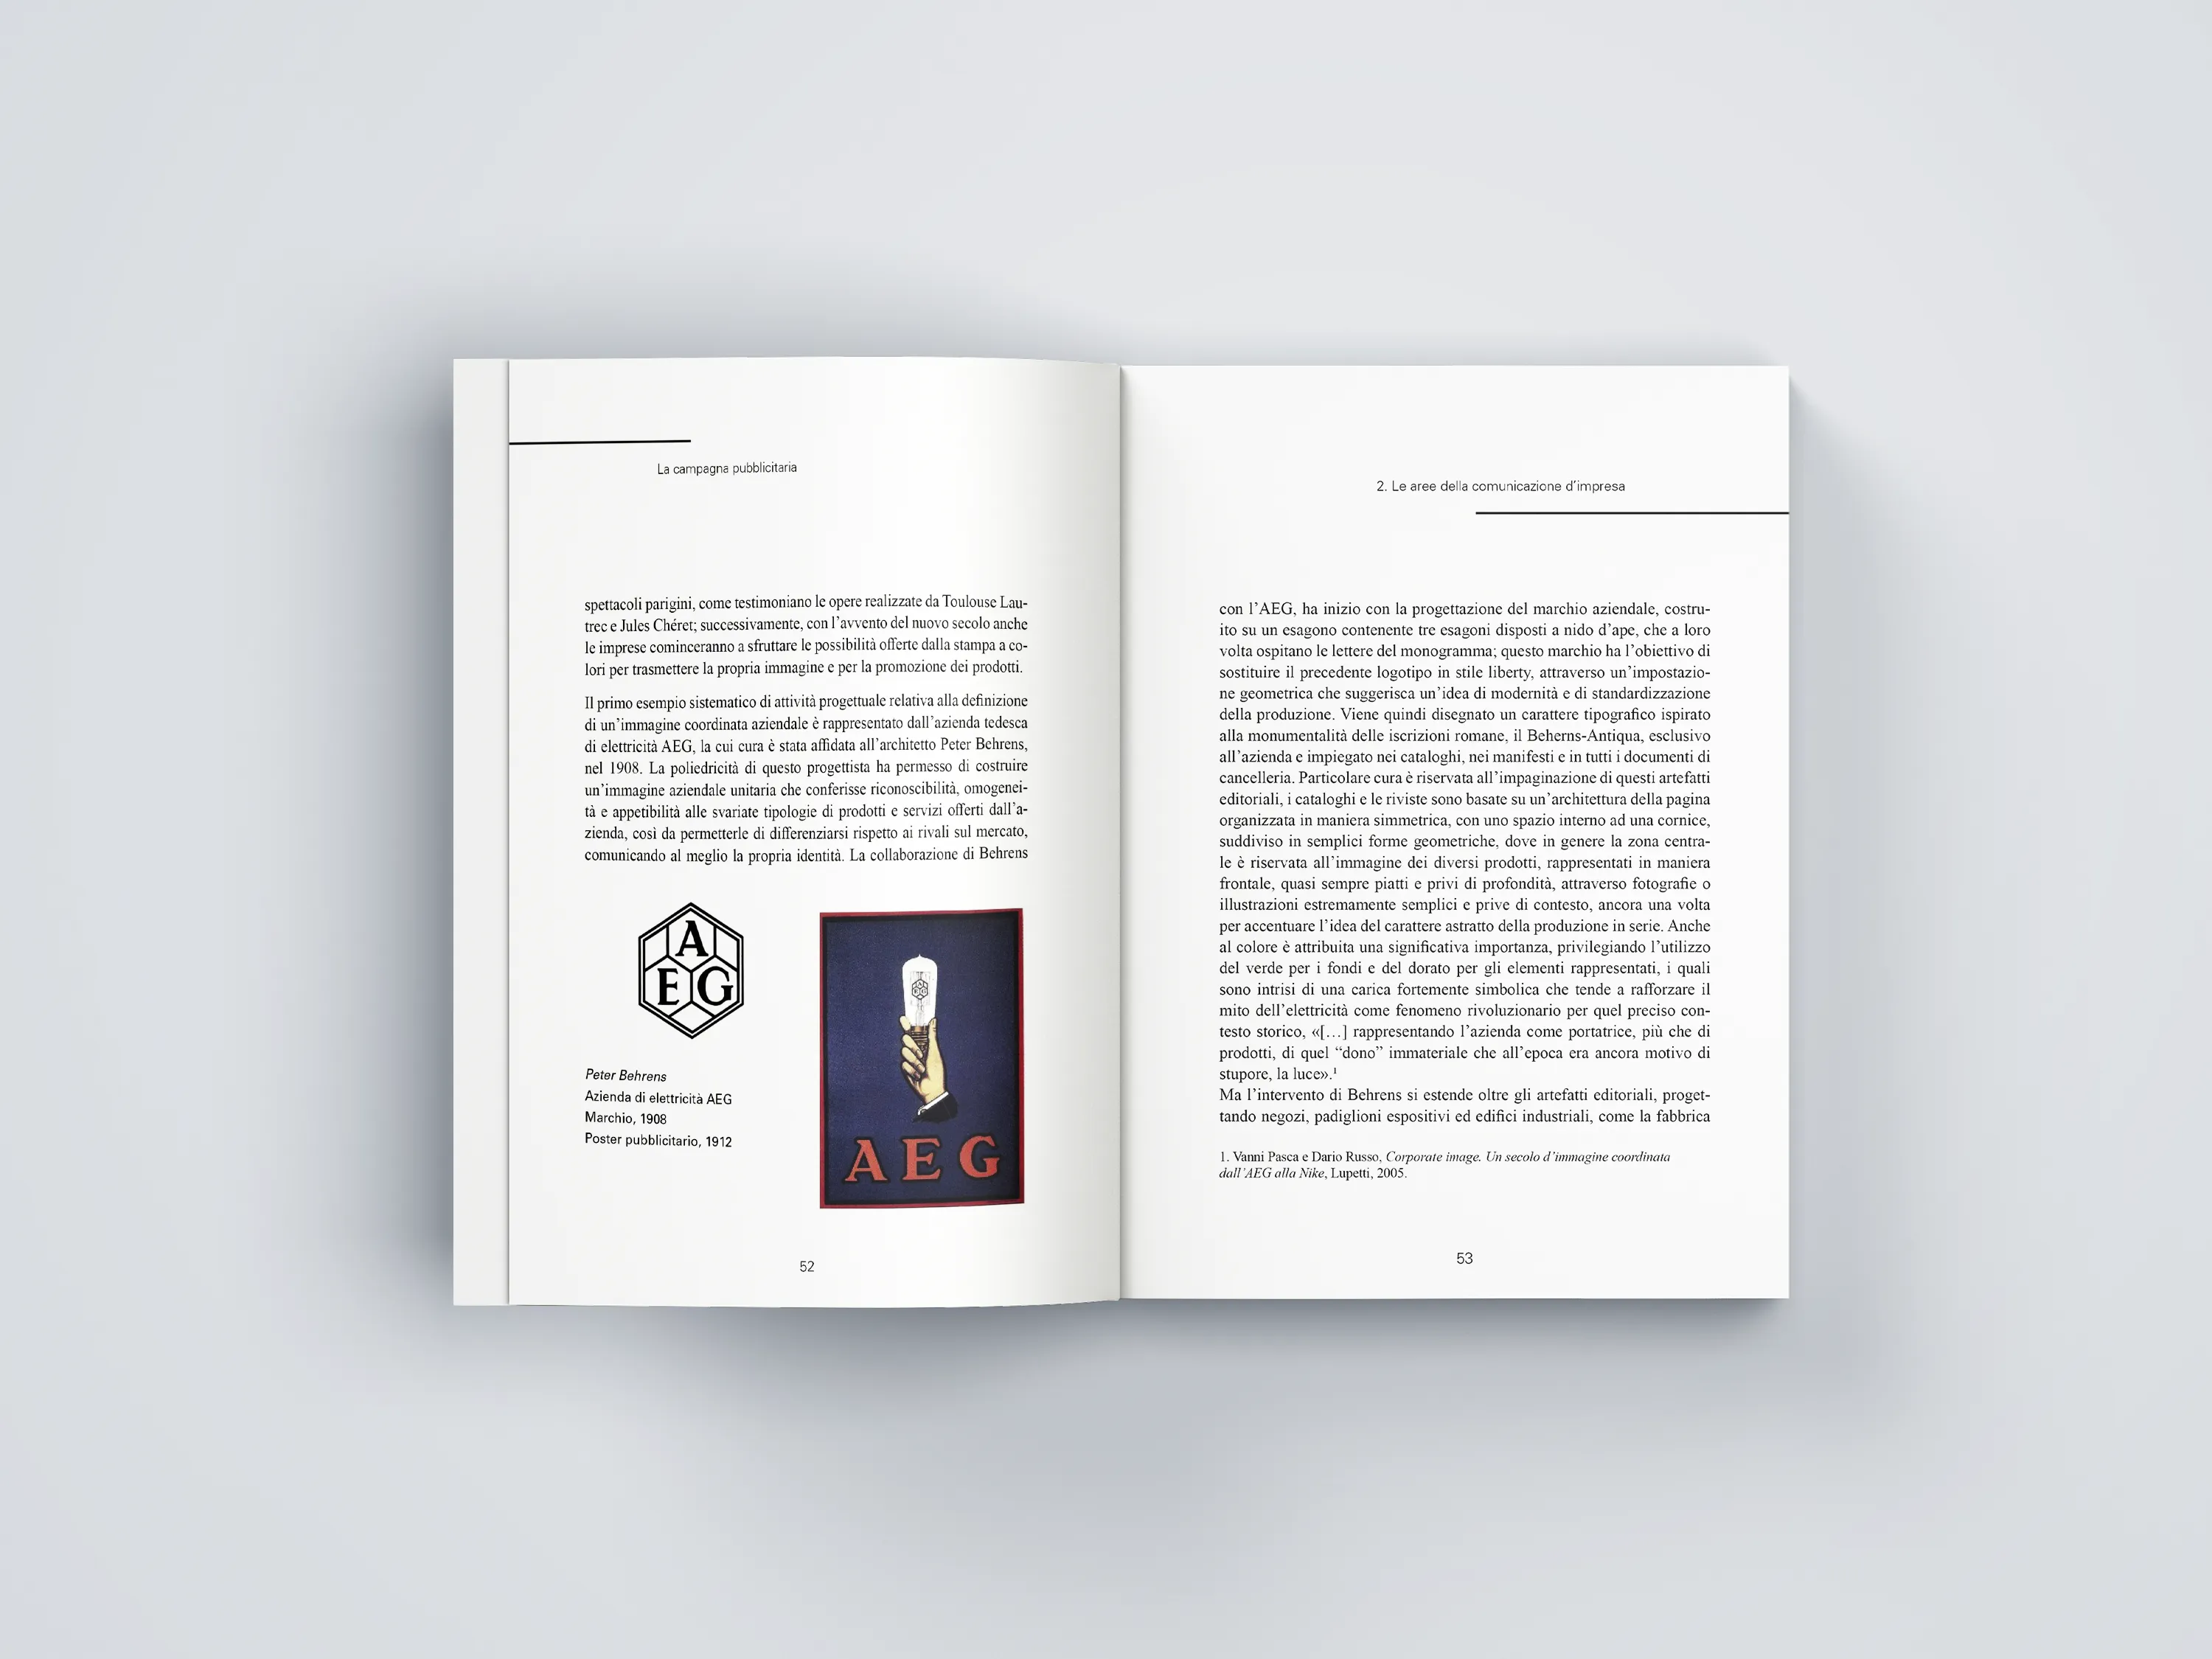 La campagna pubblicitaria
spettacoli parigini, come testimoniano le opere realizzate da Toulouse Lau-
trec e Jules Chéret; successivamente, con l'avvento del nuovo secolo anche
le imprese cominceranno a sfruttare le possibilità offerte dalla stampa a co-
lori per trasmettere la propria immagine e per la promozione dei prodotti.
Il primo esempio sistematico di attività progettuale relativa alla definizione
di un'immagine coordinata aziendale è rappresentato dall'azienda tedesca
di elettricità AEG, la cui cura è stata affidata all'architetto Peter Behrens,
nel 1908. La poliedricità di questo progettista ha permesso di costruire
un'immagine aziendale unitaria che conferisse riconoscibilità, omogenei-
tà e appetibilità alle svariate tipologie di prodotti e servizi offerti dall'a-
zienda, così da permetterle di differenziarsi rispetto ai rivali sul mercato,
comunicando al meglio la propria identità. La collaborazione di Behrens
A
EG
Peter Behrens
Azienda di elettricità AEG
Marchio, 1908
Poster pubblicitario, 1912
A
EG
AEG
52
2. Le aree della comunicazione d'impresa
con l'AEG, ha inizio con la progettazione del marchio aziendale, costru-
ito su un esagono contenente tre esagoni disposti a nido d'ape, che a loro
volta ospitano le lettere del monogramma; questo marchio ha l'obiettivo di
sostituire il precedente logotipo in stile liberty, attraverso un'impostazio-
ne geometrica che suggerisca un'idea di modernità e di standardizzazione
della produzione. Viene quindi disegnato un carattere tipografico ispirato
alla monumentalità delle iscrizioni romane, il Beherns-Antiqua, esclusivo
all'azienda e impiegato nei cataloghi, nei manifesti e in tutti i documenti di
cancelleria. Particolare cura è riservata all'impaginazione di questi artefatti
editoriali, i cataloghi e le riviste sono basate su un'architettura della pagina
organizzata in maniera simmetrica, con uno spazio interno ad una cornice,
suddiviso in semplici forme geometriche, dove in genere la zona centra-
le è riservata all'immagine dei diversi prodotti, rappresentati in maniera
frontale, quasi sempre piatti e privi di profondità, attraverso fotografie o
illustrazioni estremamente semplici e prive di contesto, ancora una volta
per accentuare l'idea del carattere astratto della produzione in serie. Anche
al colore è attribuita una significativa importanza, privilegiando l'utilizzo
del verde per i fondi e del dorato per gli elementi rappresentati, i quali
sono intrisi di una carica fortemente simbolica che tende a rafforzare il
mito dell'elettricità come fenomeno rivoluzionario per quel preciso con-
testo storico, «[…] rappresentando l'azienda come portatrice, più che di
prodotti, di quel “dono” immateriale che all'epoca era ancora motivo di
stupore, la luce».¹
Ma l'intervento di Behrens si estende oltre gli artefatti editoriali, proget-
tando negozi, padiglioni espositivi ed edifici industriali, come la fabbrica
1. Vanni Pasca e Dario Russo, Corporate image. Un secolo d'immagine coordinata
dall'AEG alla Nike, Lupetti, 2005.
53